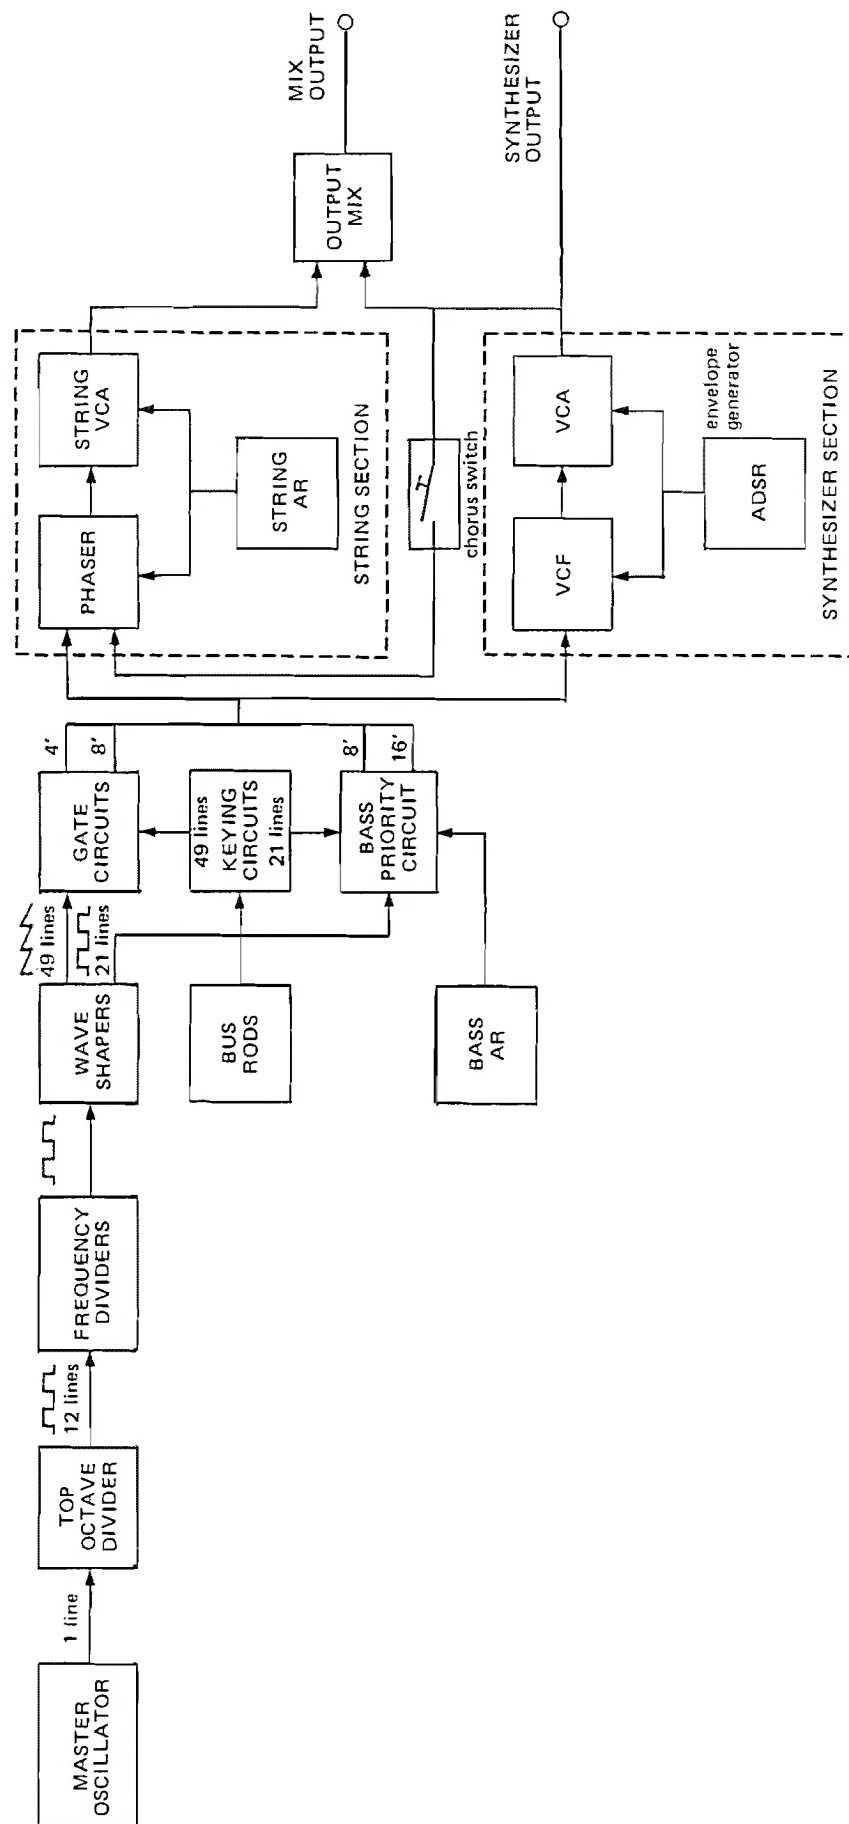 MASTER
OSCILLATOR
1 line
TOP
OCTAVE
DIVIDER
12 lines
FREQUENCY
DIVIDERS
WAVE
SHAPERS
49 lines
21 lines
GATE
CIRCUITS
4'
8'
BUS
RODS
49 lines
KEYING
CIRCUITS
21 lines
BASS
AR
BASS
PRIORITY
CIRCUIT
8'
16'
PHASER
STRING
VCA
STRING
AR
STRING SECTION
chorus switch
VCF
VCA
ADSR
envelope
generator
SYNTHESIZER SECTION
OUTPUT
MIX
MIX
OUTPUT
SYNTHESIZER
OUTPUT